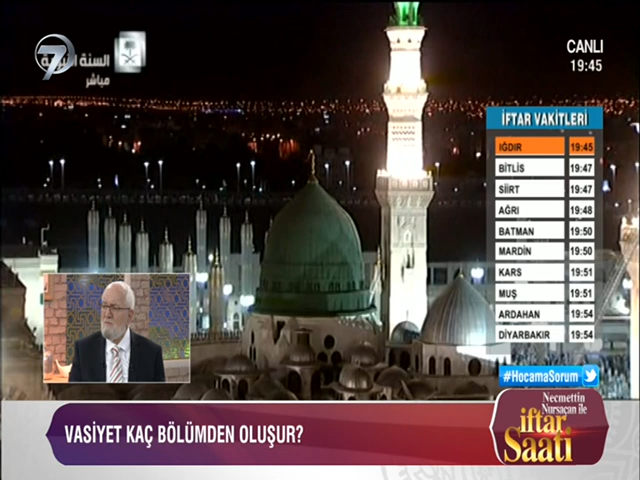 7
السنة النبوية
مباشر
CANLI
19:45
İFTAR VAKİTLERİ
IĞDIR 19:45
BİTLİS 19:47
SİİRT 19:47
AĞRI 19:48
BATMAN 19:50
MARDİN 19:50
KARS 19:51
MUŞ 19:51
ARDAHAN 19:54
DİYARBAKIR 19:54
#HocamaSorum
VASİYET KAÇ BÖLÜMDEN OLUŞUR?
Necmettin
Nursaçan ile
iftar
Saati